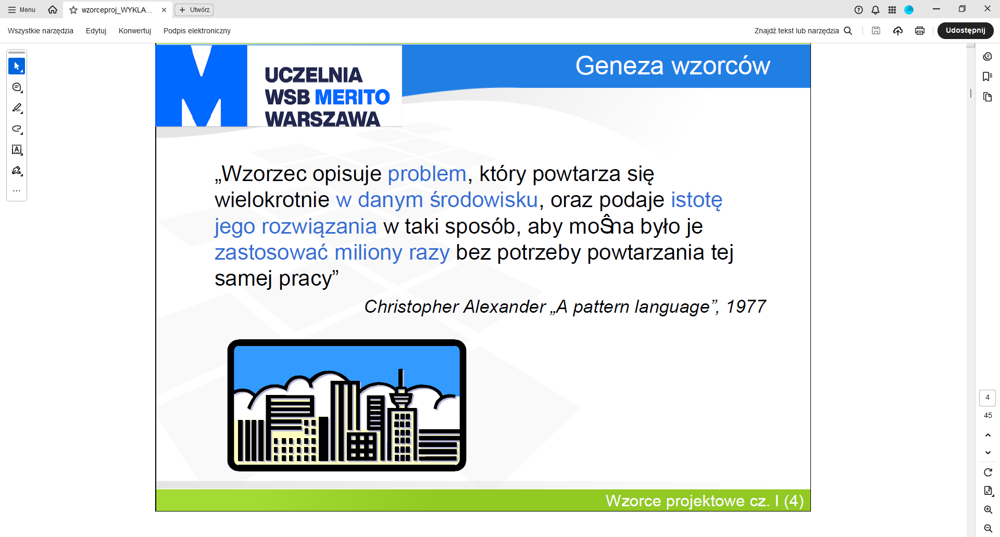 Menu
wzorceproj_WYKLA...
Utwórz
Wszystkie narzędzia
Edytuj
Konwertuj
Podpis elektroniczny
Znajdź tekst lub narzędzia
Udostępnij
UCZELNIA
WSB MERITO
WARSZAWA
Geneza wzorców
„Wzorzec opisuje problem, który powtarza się
wielokrotnie w danym środowisku, oraz podaje istotę
jego rozwiązania w taki sposób, aby moŜna było je
zastosować miliony razy bez potrzeby powtarzania tej
samej pracy”
Christopher Alexander „A pattern language”, 1977
Wzorce projektowe cz. I (4)
4
45